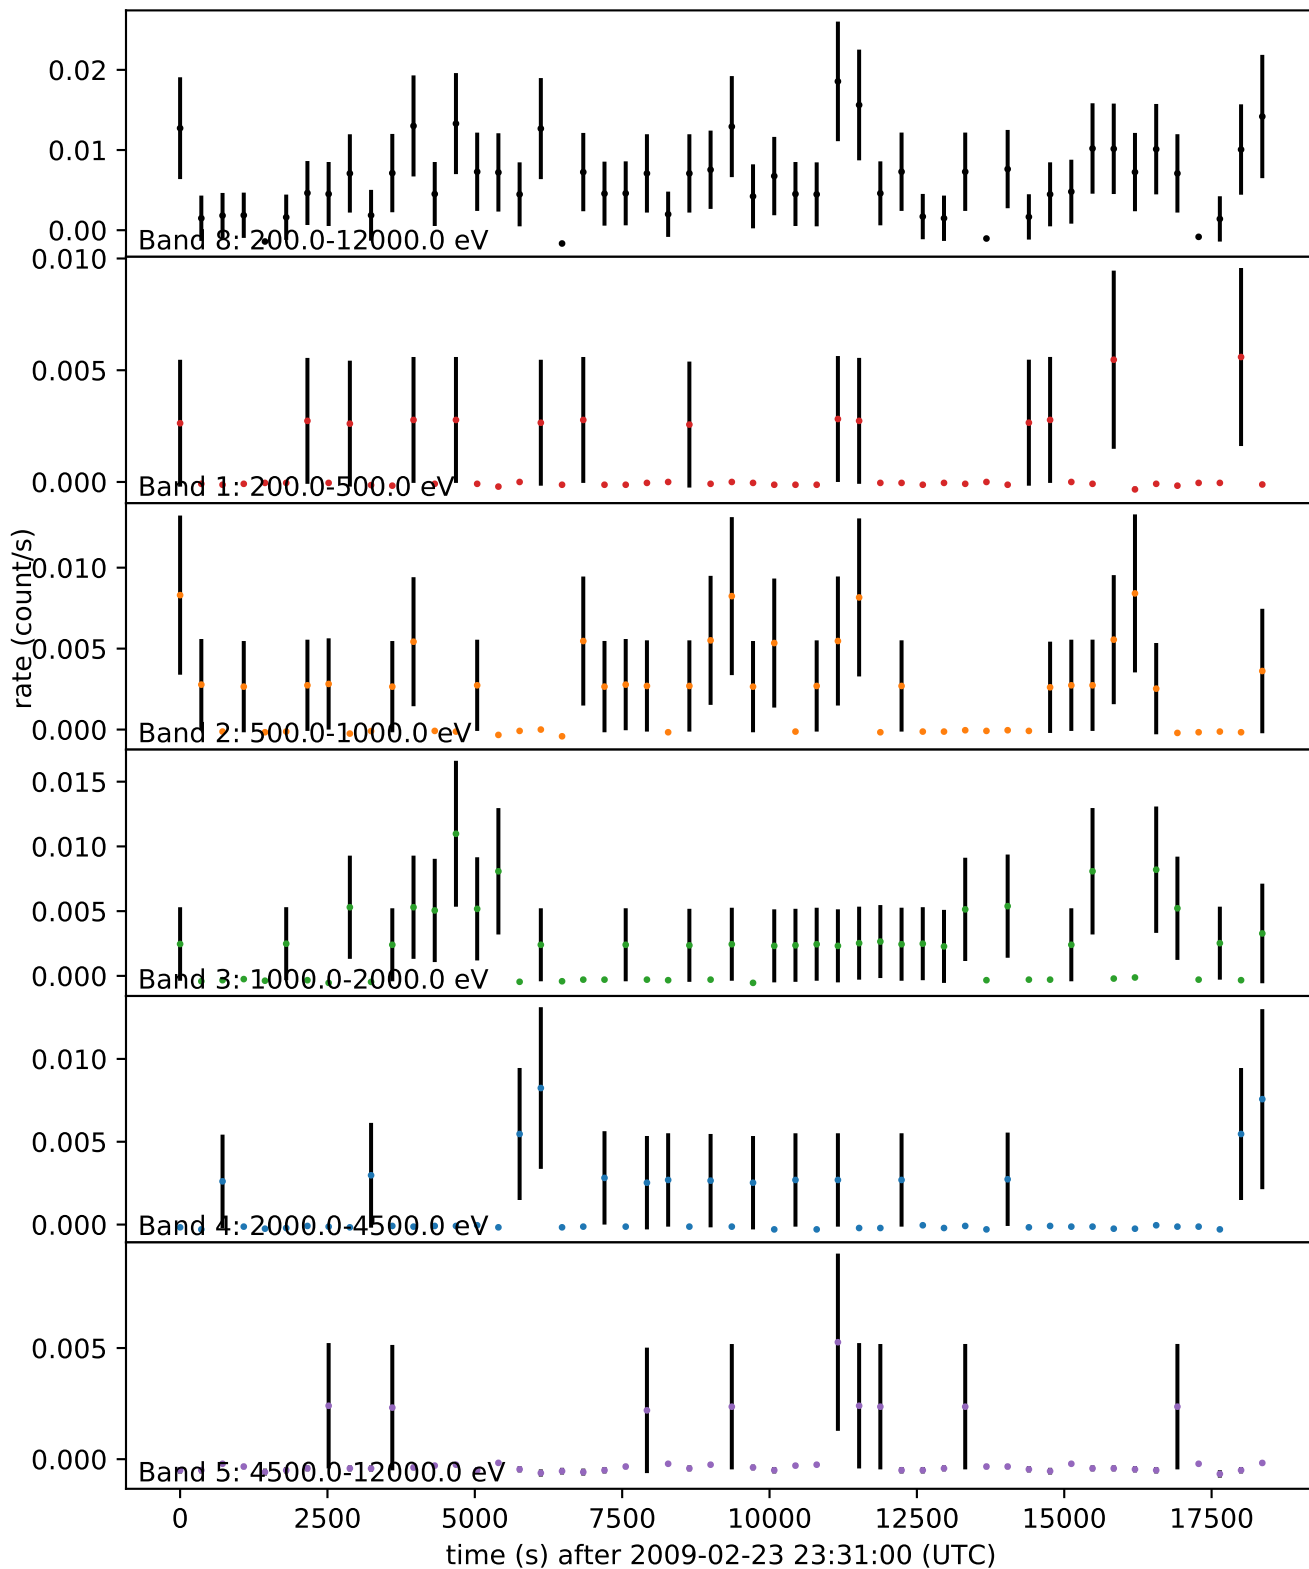 0.02
0.01
0.00
Band 8: 200.0-12000.0 eV
0.010
0.005
0.000
Band 1: 200.0-500.0 eV
rate (count/s)
0.010
0.005
0.000
Band 2: 500.0-1000.0 eV
0.015
0.010
0.005
0.000
Band 3: 1000.0-2000.0 eV
0.010
0.005
0.000
Band 4: 2000.0-4500.0 eV
0.005
0.000
Band 5: 4500.0-12000.0 eV
0 2500 5000 7500 10000 12500 15000 17500
time (s) after 2009-02-23 23:31:00 (UTC)